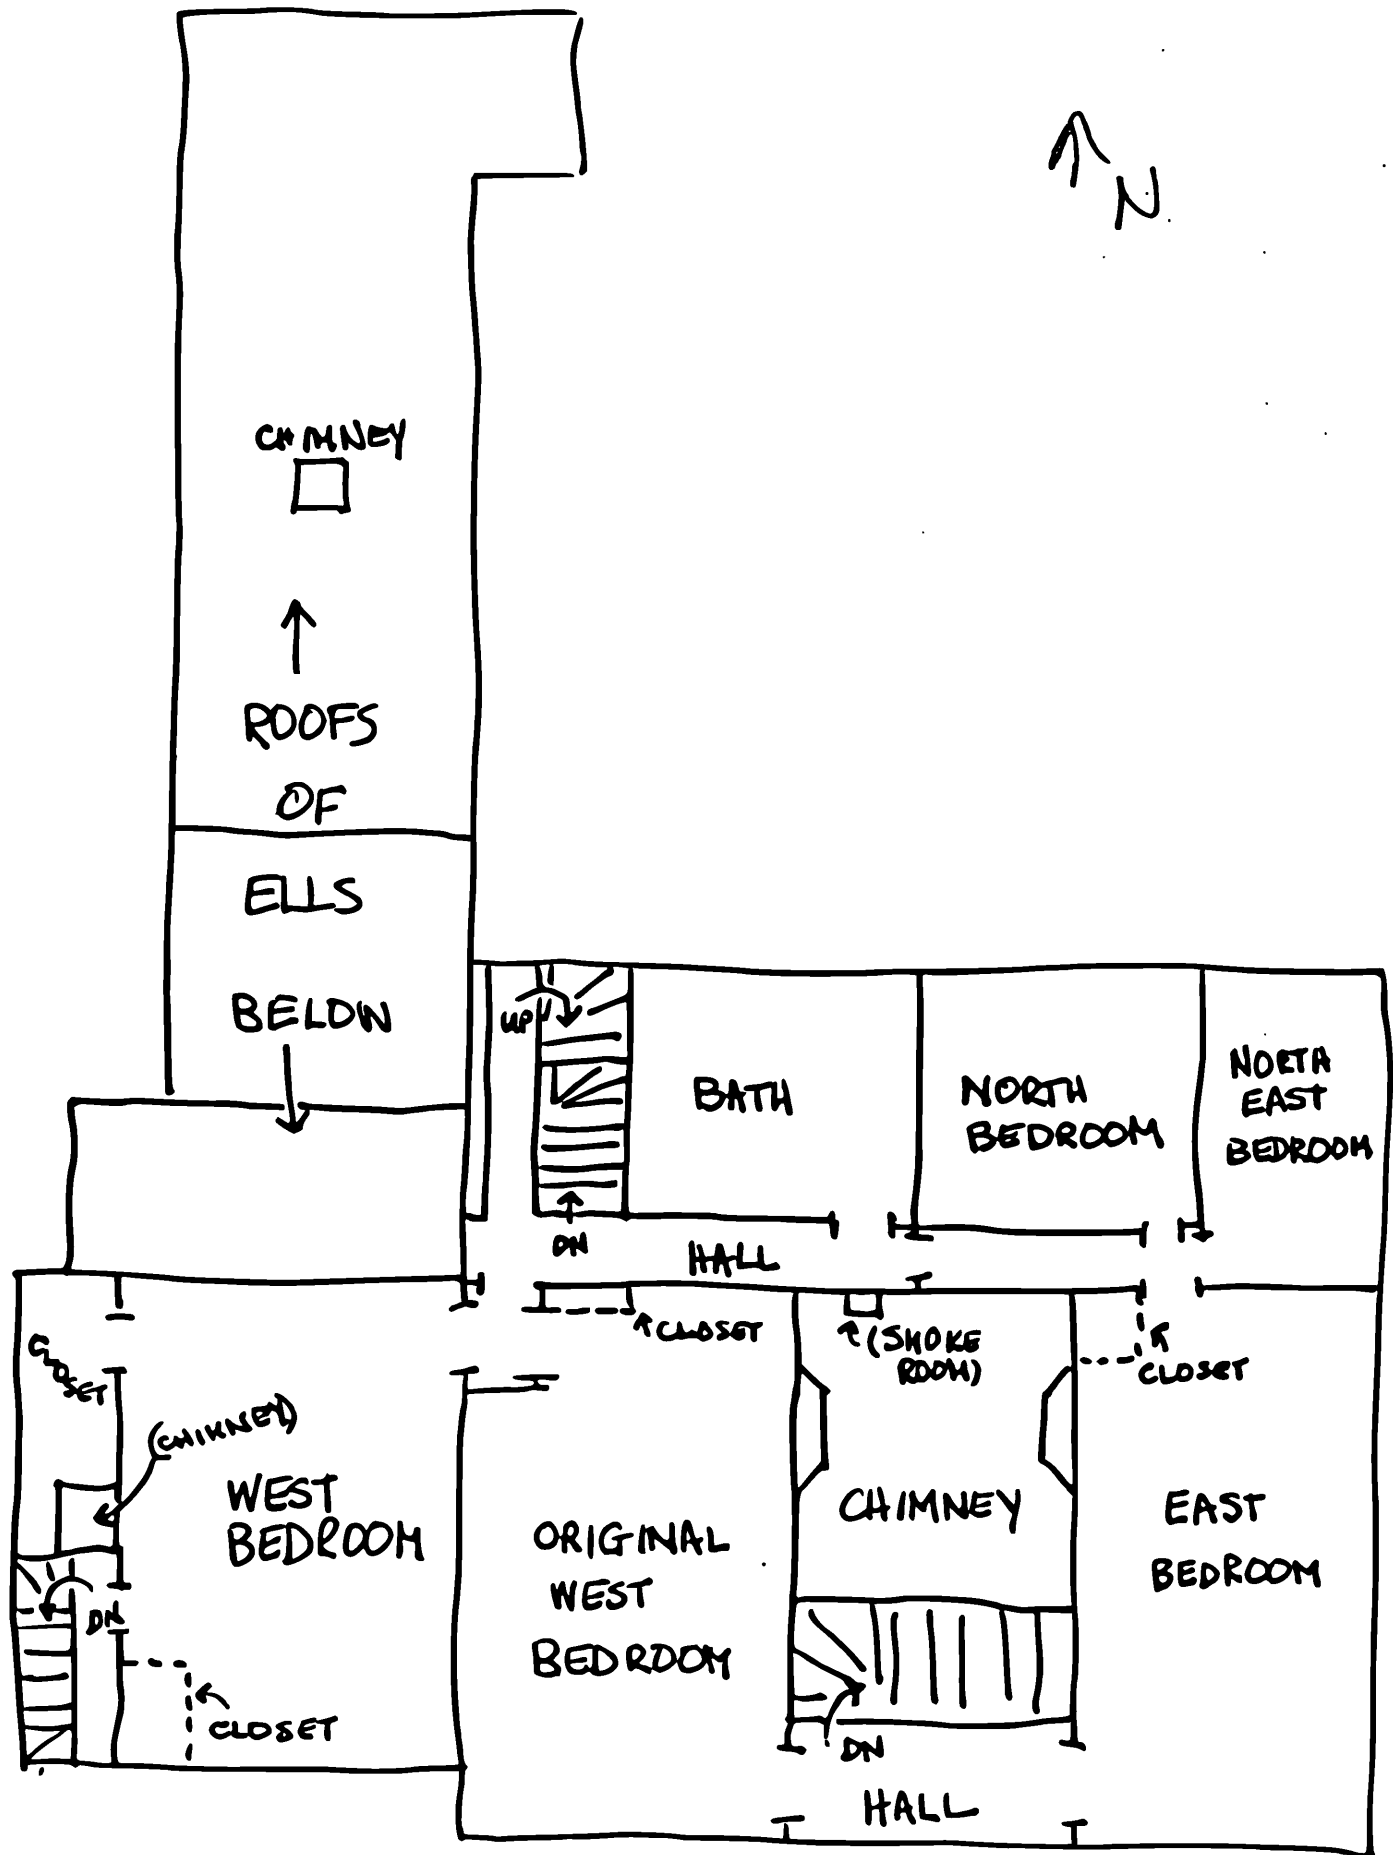 N
CHIMNEY
ROOFS
OF
ELLS
BELOW
UP
BATH
NORTH
BEDROOM
NORTH
EAST
BEDROOM
DN
HALL
CLOSET
CLOSET
(SMOKE
ROOM)
CLOSET
(CHIMNEY)
WEST
BEDROOM
ORIGINAL
WEST
BEDROOM
CHIMNEY
EAST
BEDROOM
DN
CLOSET
DN
HALL